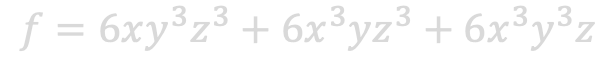 f = 6xy³z³ + 6x³yz³ + 6x³y³z